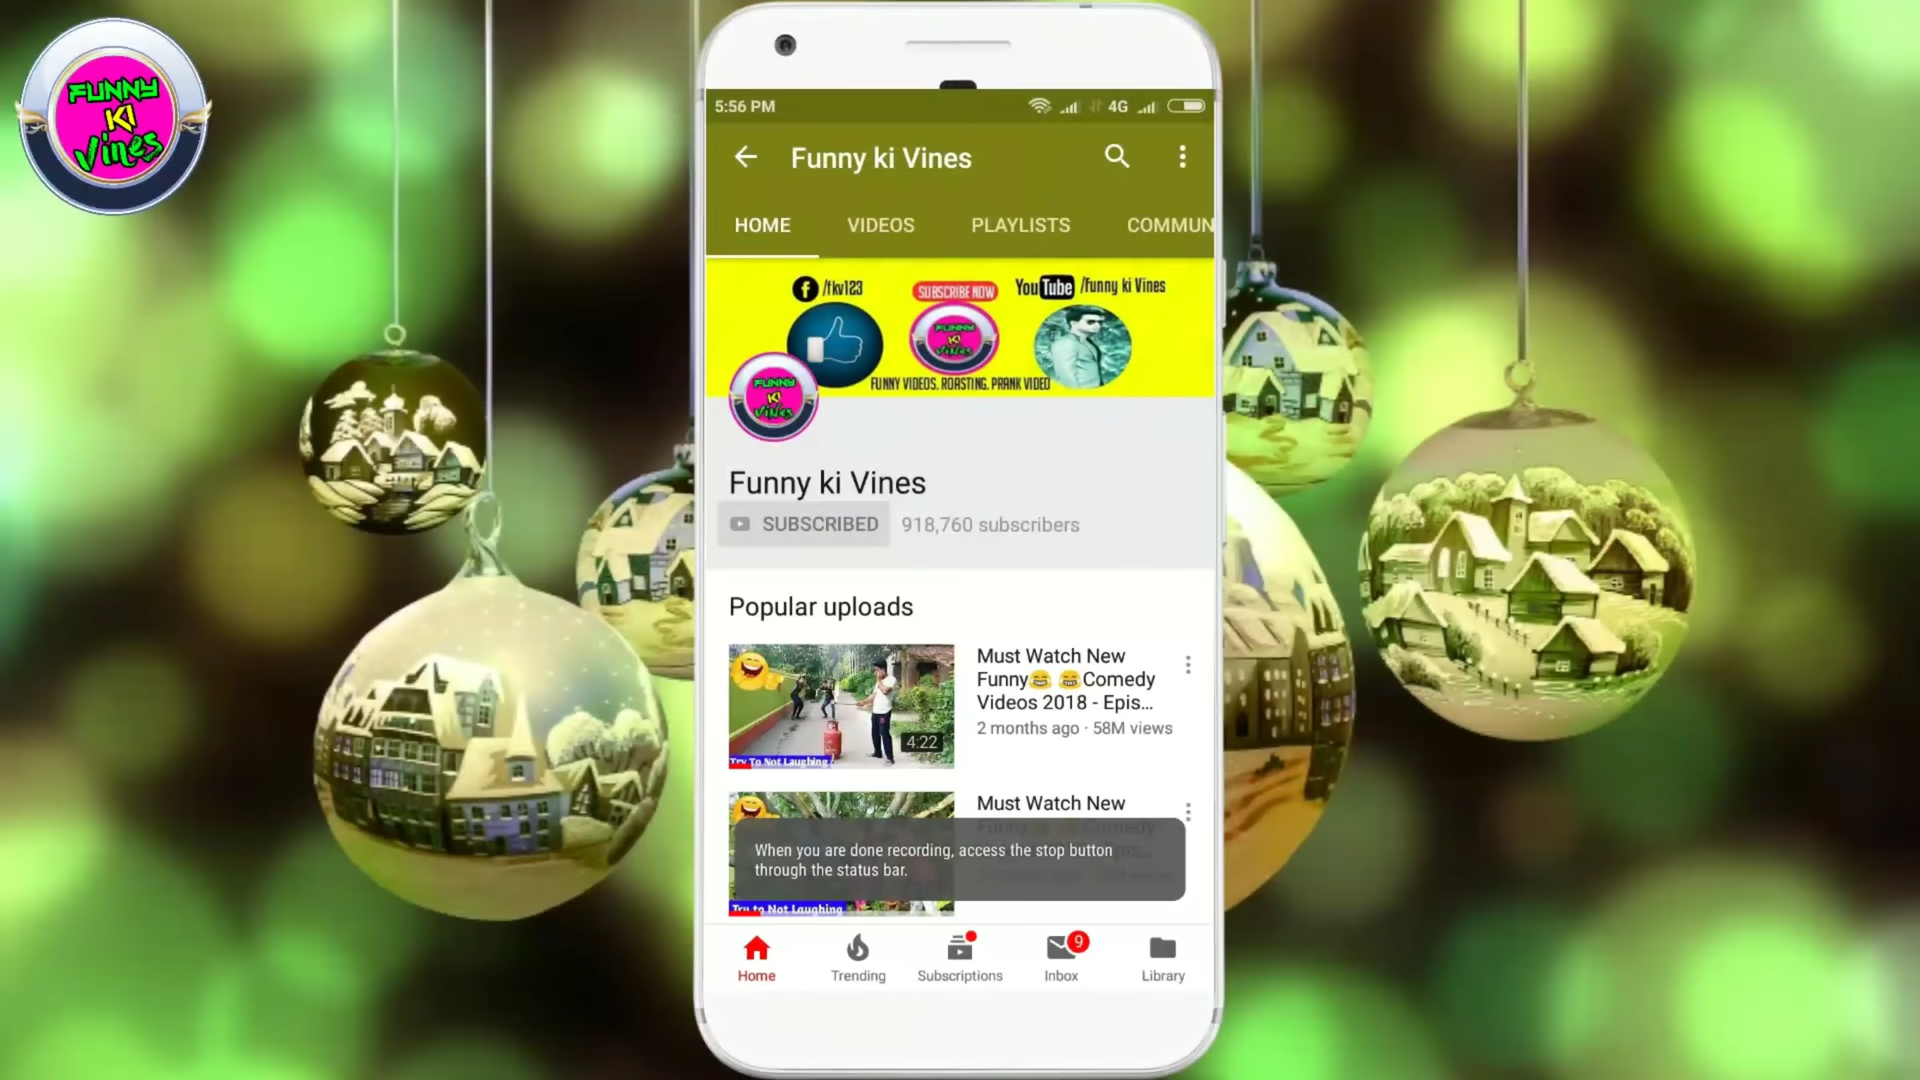 FUNNY
KI
Vines
5:56 PM
4G
Funny ki Vines
HOME
VIDEOS
PLAYLISTS
COMMUN
/fkv123
SUBSCRIBE NOW
YouTube /Funny ki Vines
FUNNY
KI
Vines
FUNNY VIDEOS, ROASTING, PRANK VIDEO
FUNNY
KI
Vines
Funny ki Vines
SUBSCRIBED
918,760 subscribers
Popular uploads
Must Watch New
Funny😂 😂Comedy
Videos 2018 - Epis...
2 months ago · 58M views
4:22
Try To Not Laughing
Must Watch New
When you are done recording, access the stop button
through the status bar.
Try to Not Laughing
Home
Trending
Subscriptions
9
Inbox
Library